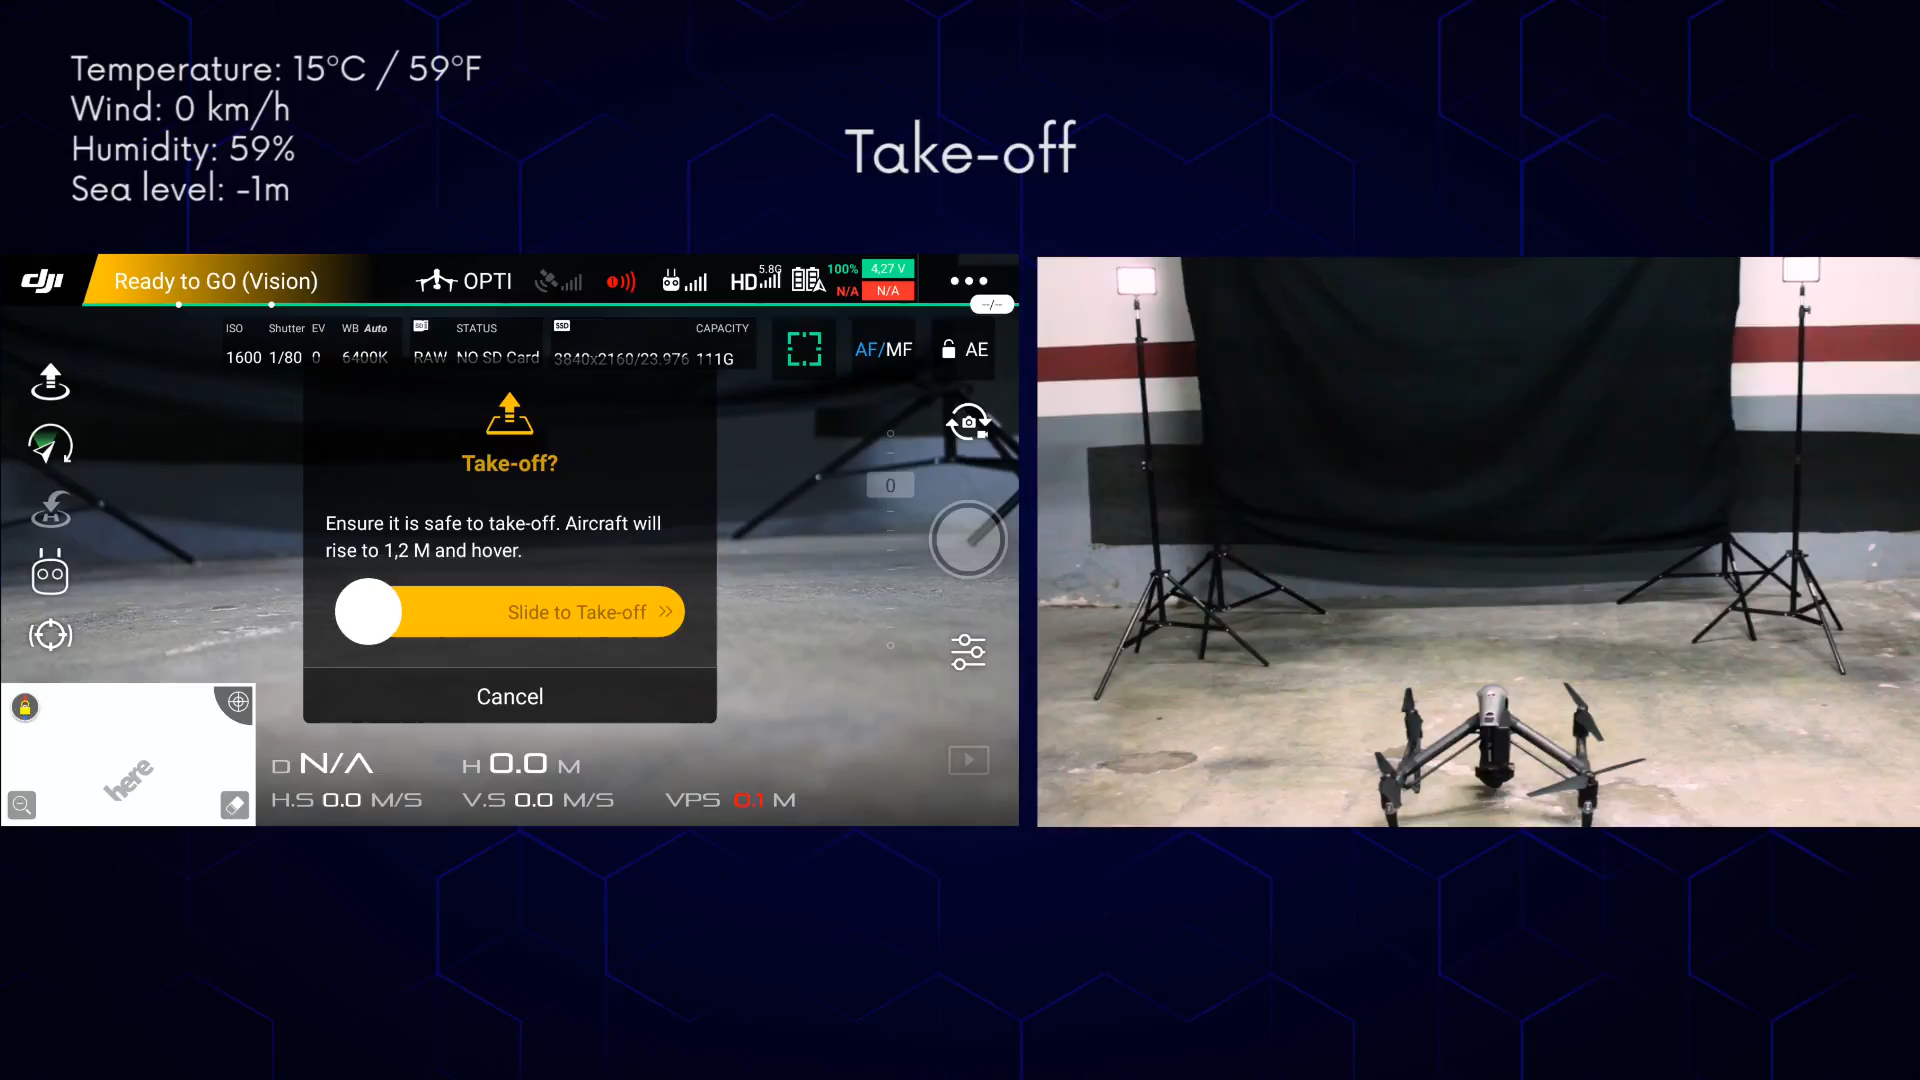 Temperature: 15°C / 59°F
Wind: 0 km/h
Humidity: 59%
Sea level: -1m
Take-off
dji
Ready to GO (Vision)
OPTI
HD 5.8G
100% 4,27 V
N/A N/A
--/--
ISO Shutter EV WB Auto STATUS SSD CAPACITY
1600 1/80 0 6400K RAW NO SD Card 3840x2160/23.976 111G
AF/MF
AE
Take-off?
Ensure it is safe to take-off. Aircraft will
rise to 1,2 M and hover.
0
Slide to Take-off >>
Cancel
here
D N/A H 0.0 M
H.S 0.0 M/S V.S 0.0 M/S VPS 0.1 M